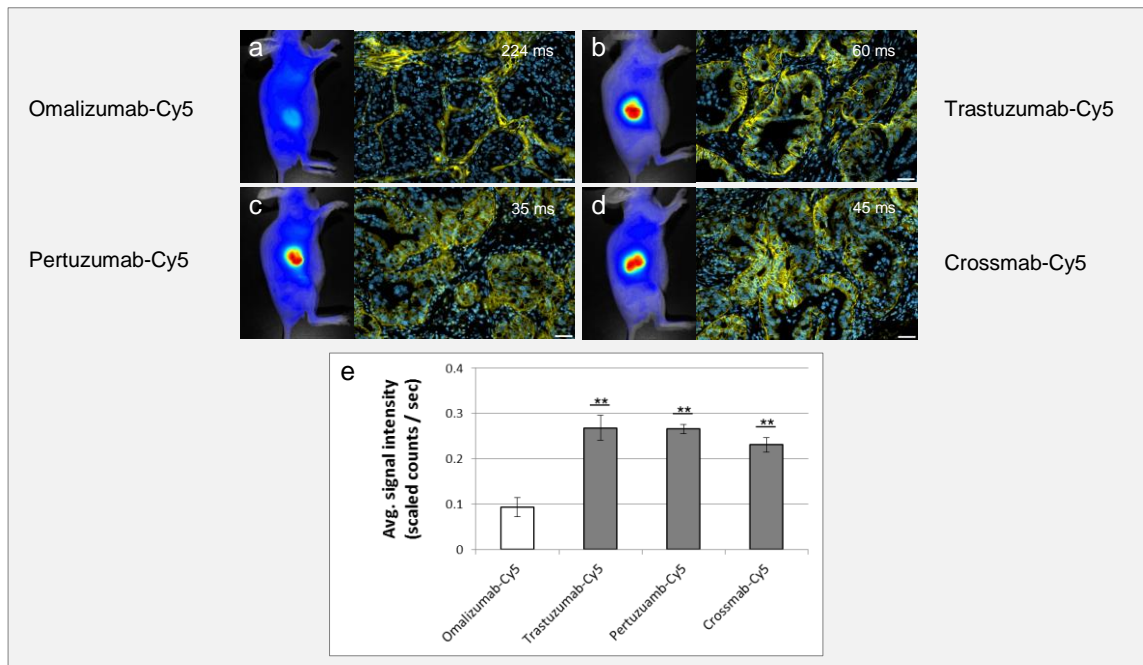 a
224 ms
b
60 ms
Omalizumab-Cy5
Trastuzumab-Cy5
c
35 ms
d
45 ms
Pertuzumab-Cy5
Crossmab-Cy5
e
Avg. signal intensity
(scaled counts / sec)
0.4
0.3
0.2
0.1
0
**
**
**
Omalizumab-Cy5
Trastuzumab-Cy5
Pertuzuamb-Cy5
Crossmab-Cy5